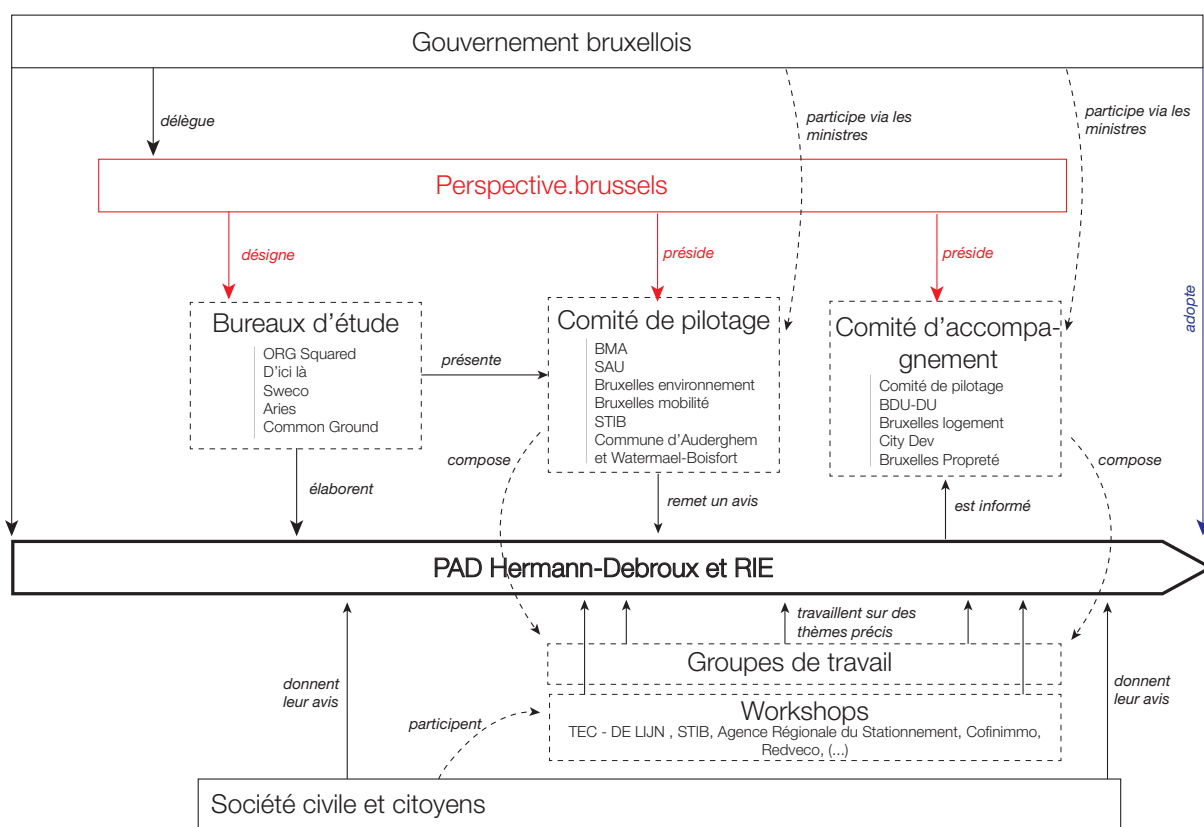 Gouvernement bruxellois
délègue
participe via les
ministres
participe via les
ministres
Perspective.brussels
désigne
préside
préside
adopte
Bureaux d'étude
ORG Squared
D'ici là
Sweco
Aries
Common Ground
présente
Comité de pilotage
BMA
SAU
Bruxelles environnement
Bruxelles mobilité
STIB
Commune d'Auderghem
et Watermael-Boisfort
Comité d'accompa-
gnement
Comité de pilotage
BDU-DU
Bruxelles logement
City Dev
Bruxelles Propreté
compose
compose
élaborent
remet un avis
est informé
PAD Hermann-Debroux et RIE
travaillent sur des
thèmes précis
Groupes de travail
donnent
leur avis
donnent
leur avis
participent
Workshops
TEC - DE LIJN , STIB, Agence Régionale du Stationnement, Cofinimmo,
Redveco, (...)
Société civile et citoyens